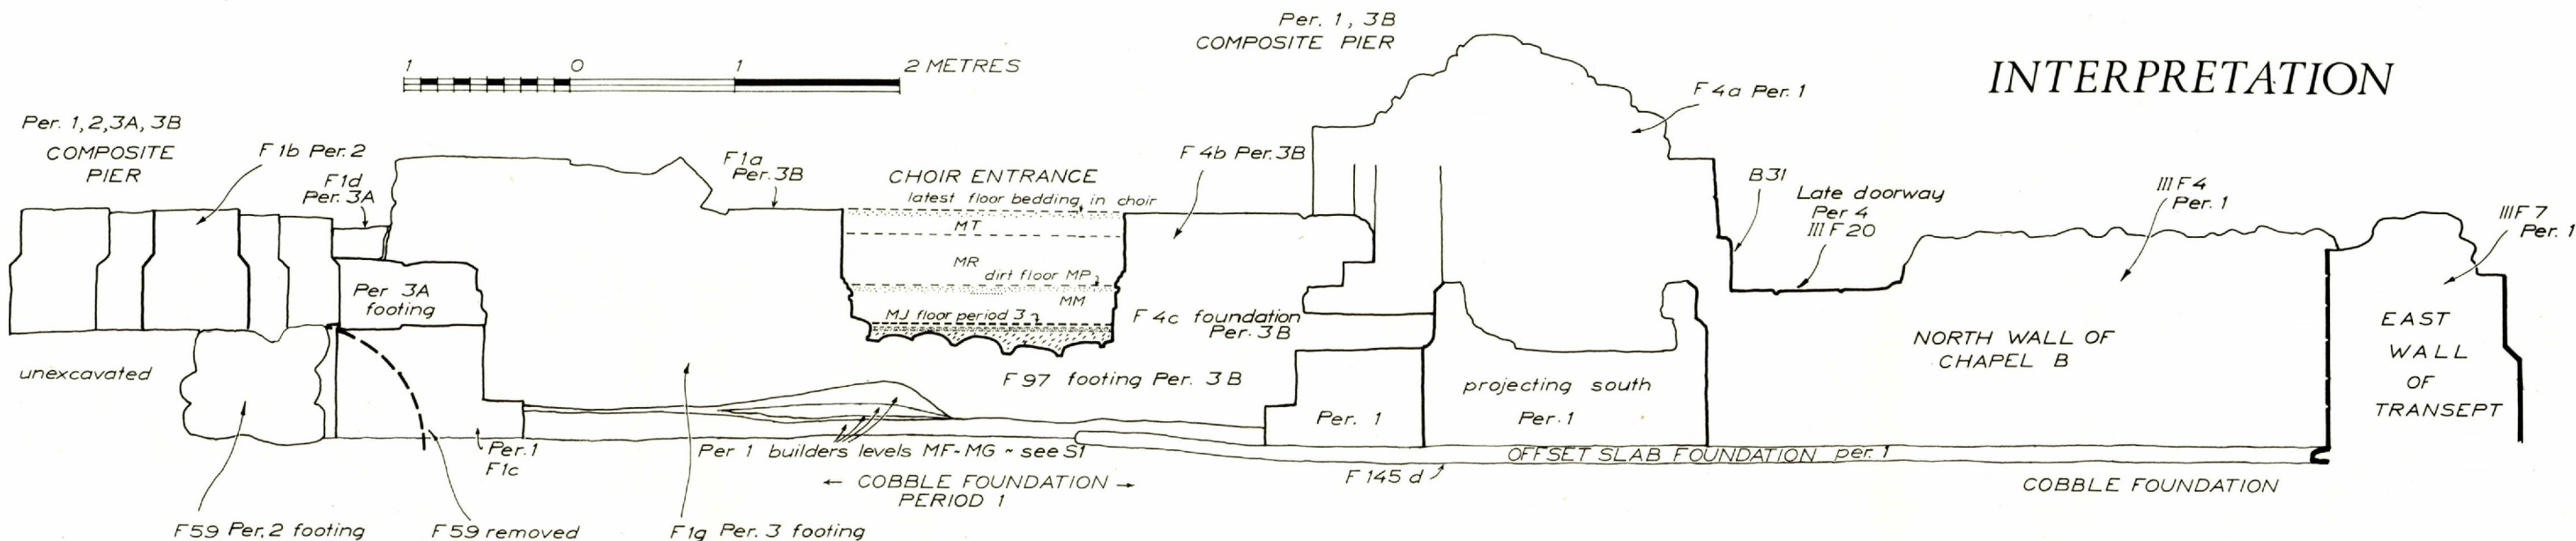 Per. 1, 3B
COMPOSITE PIER
1 0 1 2 METRES
INTERPRETATION
F 4a Per. 1
Per. 1,2,3A, 3B
COMPOSITE
PIER
F 1b Per. 2
F1d
Per. 3A
F1a
Per. 3B
CHOIR ENTRANCE
latest floor bedding in choir
MT
MR
dirt floor MP
MM
MJ floor period 3
F 4b Per. 3B
B31
Late doorway
Per 4
III F 20
III F 4
Per. 1
III F 7
Per. 1
Per 3A
footing
F 4c foundation
Per. 3B
NORTH WALL OF
CHAPEL B
EAST
WALL
OF
TRANSEPT
unexcavated
F 97 footing Per. 3B
projecting south
Per. 1
Per. 1
Per. 1
F1c
Per 1 builders levels MF-MG ~ see S1
OFFSET SLAB FOUNDATION per. 1
← COBBLE FOUNDATION →
PERIOD 1
F 145 d
COBBLE FOUNDATION
F59 Per. 2 footing
F59 removed
F1g Per. 3 footing